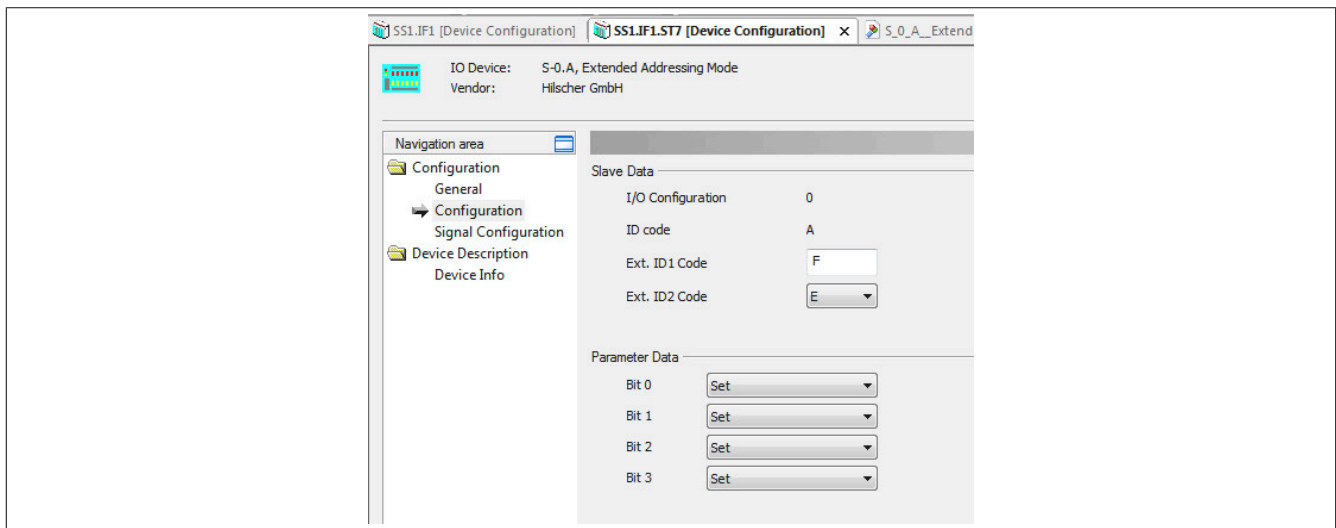 SS1.IF1 [Device Configuration] SS1.IF1.ST7 [Device Configuration] x S_0_A__Extend
IO Device: S-0.A, Extended Addressing Mode
Vendor: Hilscher GmbH
Navigation area
Configuration
General
Configuration
Signal Configuration
Device Description
Device Info
Slave Data
I/O Configuration 0
ID code A
Ext. ID1 Code F
Ext. ID2 Code E
Parameter Data
Bit 0 Set
Bit 1 Set
Bit 2 Set
Bit 3 Set